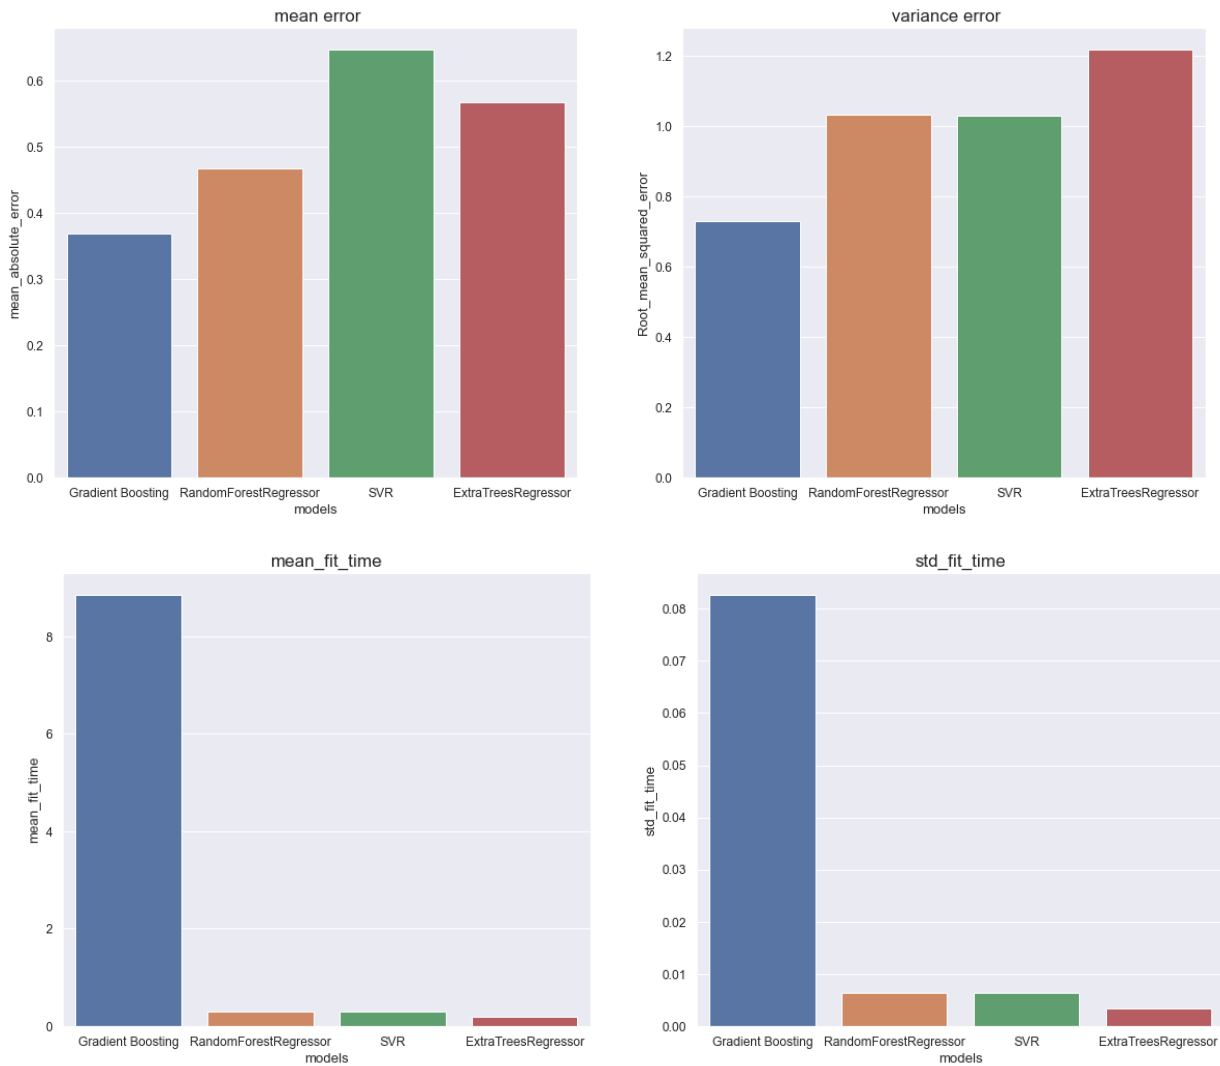 mean error
0.6
0.5
0.4
0.3
0.2
0.1
0.0
mean_absolute_error
Gradient Boosting RandomForestRegressor SVR ExtraTreesRegressor
models
variance error
1.2
1.0
0.8
0.6
0.4
0.2
0.0
Root_mean_squared_error
Gradient Boosting RandomForestRegressor SVR ExtraTreesRegressor
models
mean_fit_time
8
6
4
2
0
mean_fit_time
Gradient Boosting RandomForestRegressor SVR ExtraTreesRegressor
models
std_fit_time
0.08
0.07
0.06
0.05
0.04
0.03
0.02
0.01
0.00
std_fit_time
Gradient Boosting RandomForestRegressor SVR ExtraTreesRegressor
models